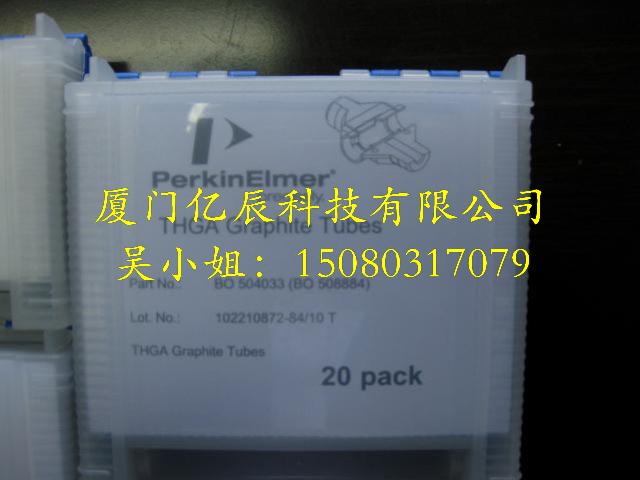 PerkinElmer®
厦门亿辰科技有限公司
THGA Graphite Tubes
吴小姐：15080317079
Part No.: BO 504033 (BO 508884)
Lot. No.: 102210872-84/10 T
THGA Graphite Tubes
20 pack